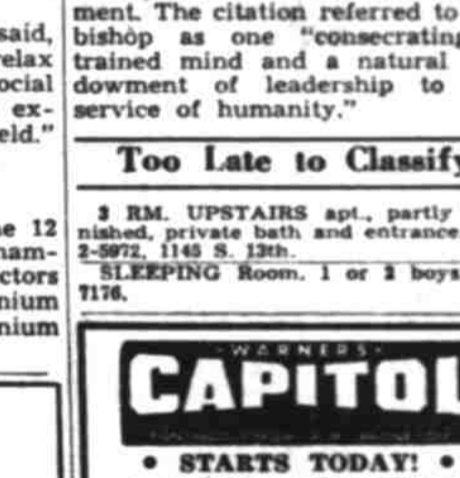 said,
relax
ocial
ex-
eld."
e 12
ham-
ctors
nium
nium
ment. The citation referred to
bishop as one "consecrating
trained mind and a natural
dowment of leadership to
service of humanity."
Too Late to Classify
3 RM. UPSTAIRS apt., partly
nished, private bath and entrance
2-5972, 1145 S. 13th.
SLEEPING Room. 1 or 2 boys
7176.
WARNERS
CAPITOL
• STARTS TODAY! •